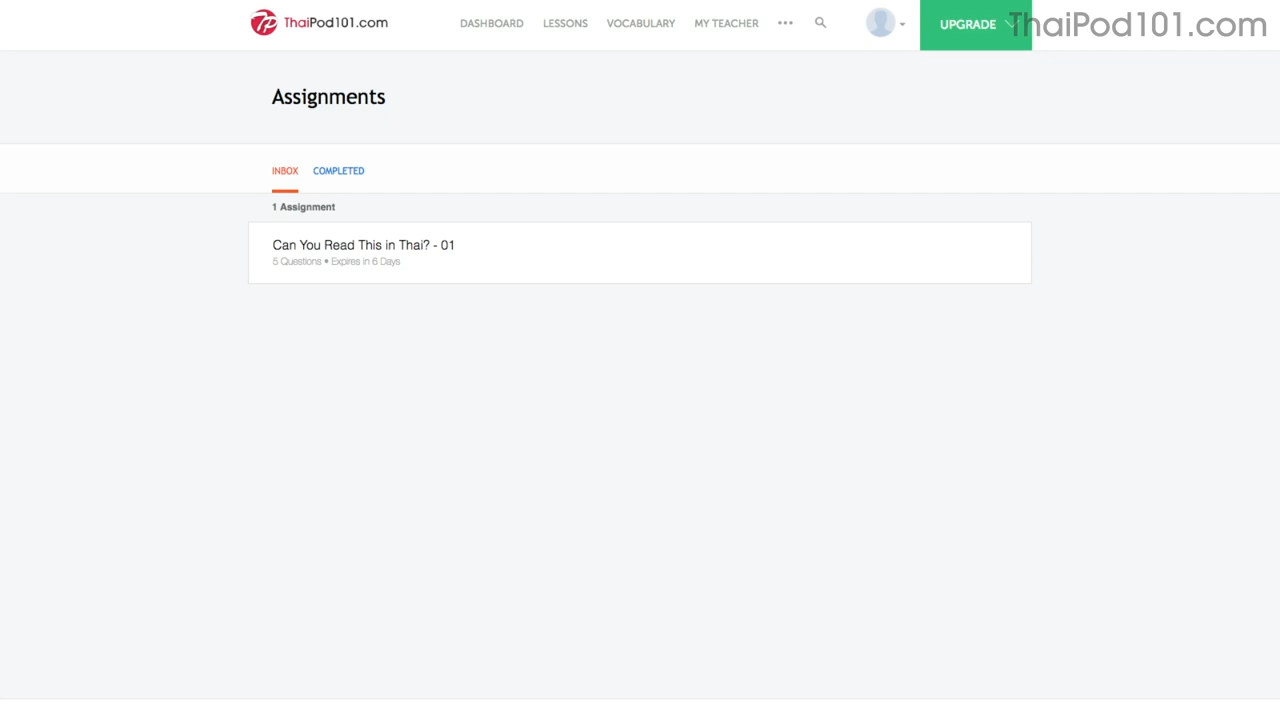 ThaiPod101.com DASHBOARD LESSONS VOCABULARY MY TEACHER ••• UPGRADE ThaiPod101.com
Assignments
INBOX COMPLETED
1 Assignment
Can You Read This in Thai? - 01
5 Questions • Expires in 6 Days